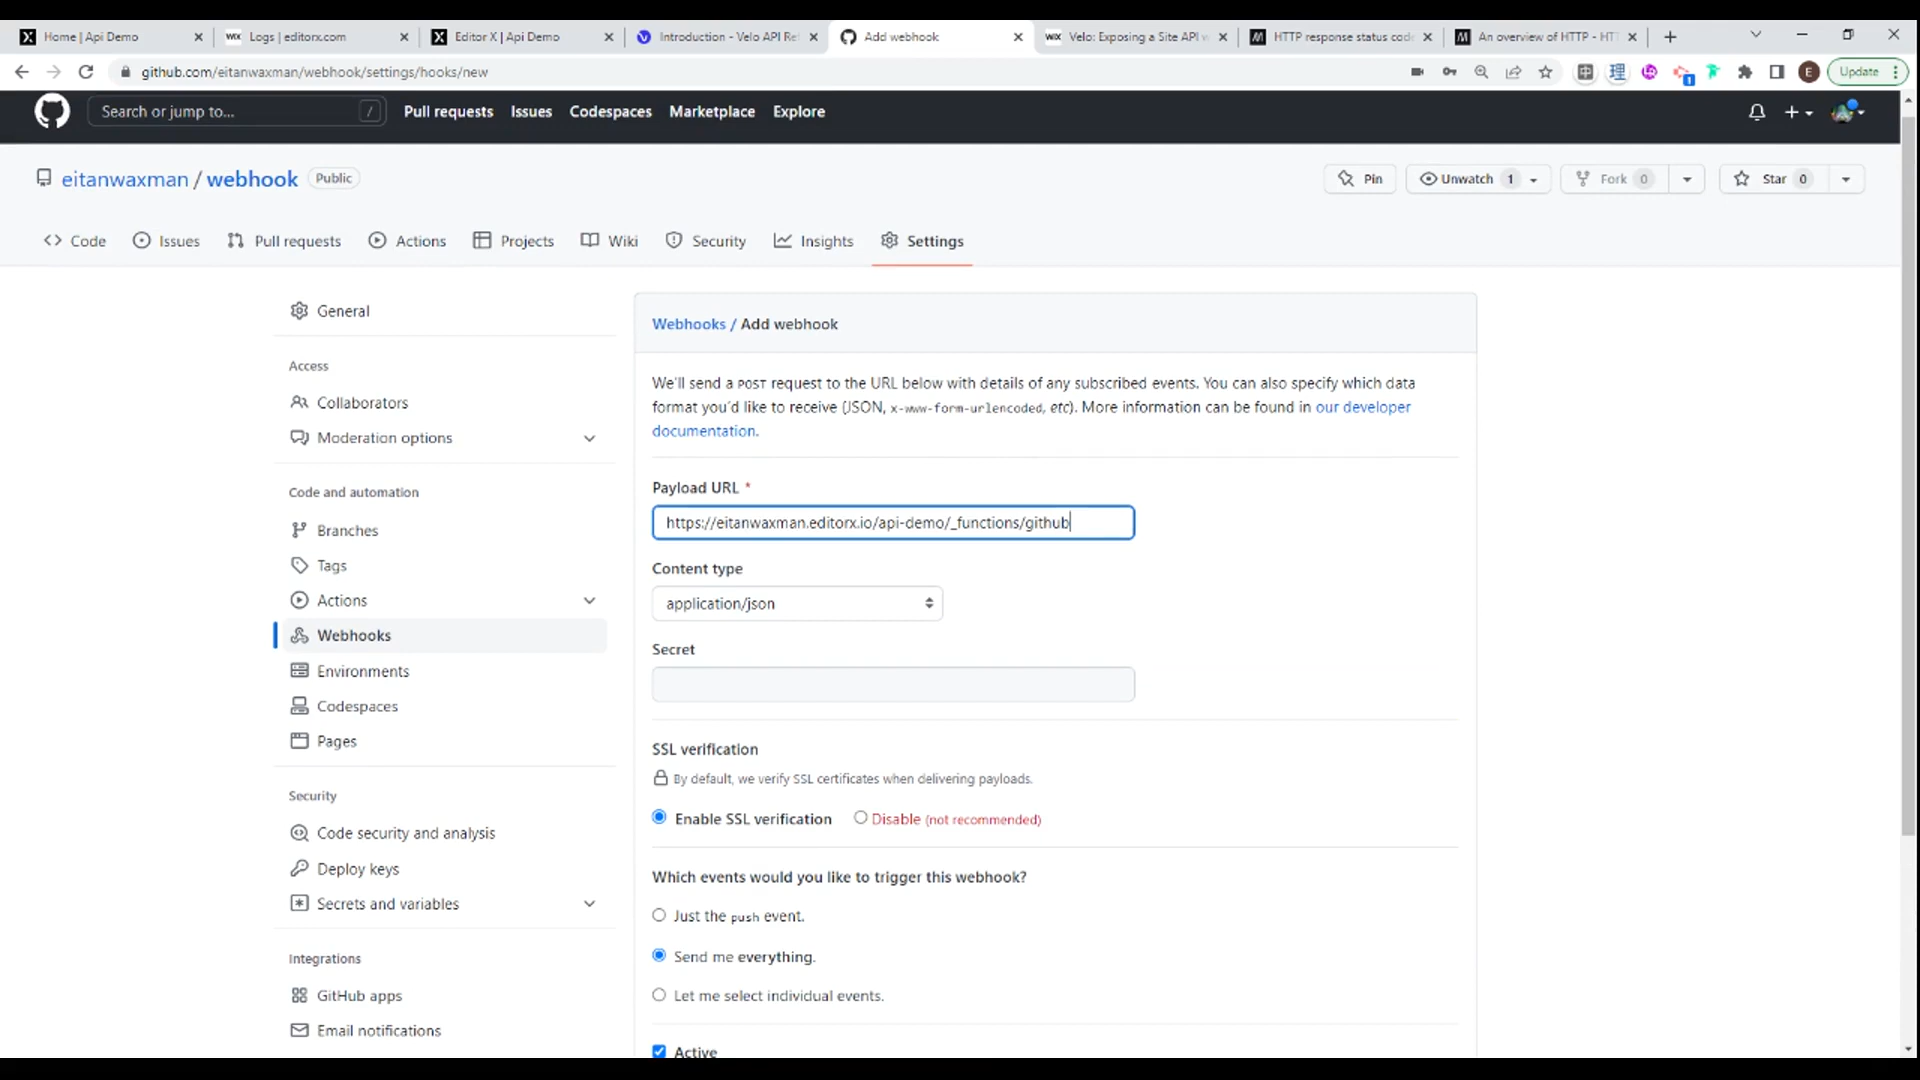 Home | Api Demo
WIX Logs | editorx.com
Editor X | Api Demo
Introduction - Velo API Re
Add webhook
WIX Velo: Exposing a Site API w
HTTP response status code
An overview of HTTP - HTT
github.com/eitanwaxman/webhook/settings/hooks/new
1
E
Update
Search or jump to...
/
Pull requests
Issues
Codespaces
Marketplace
Explore
eitanwaxman / webhook
Public
Pin
Unwatch 1
Fork 0
Star 0
Code
Issues
Pull requests
Actions
Projects
Wiki
Security
Insights
Settings
General
Access
Collaborators
Moderation options
Code and automation
Branches
Tags
Actions
Webhooks
Environments
Codespaces
Pages
Security
Code security and analysis
Deploy keys
Secrets and variables
Integrations
GitHub apps
Email notifications
Webhooks / Add webhook
We'll send a POST request to the URL below with details of any subscribed events. You can also specify which data
format you'd like to receive (JSON, x-www-form-urlencoded, etc). More information can be found in our developer
documentation.
Payload URL *
https://eitanwaxman.editorx.io/api-demo/_functions/github
Content type
application/json
Secret
SSL verification
By default, we verify SSL certificates when delivering payloads.
Enable SSL verification
Disable (not recommended)
Which events would you like to trigger this webhook?
Just the push event.
Send me everything.
Let me select individual events.
Active